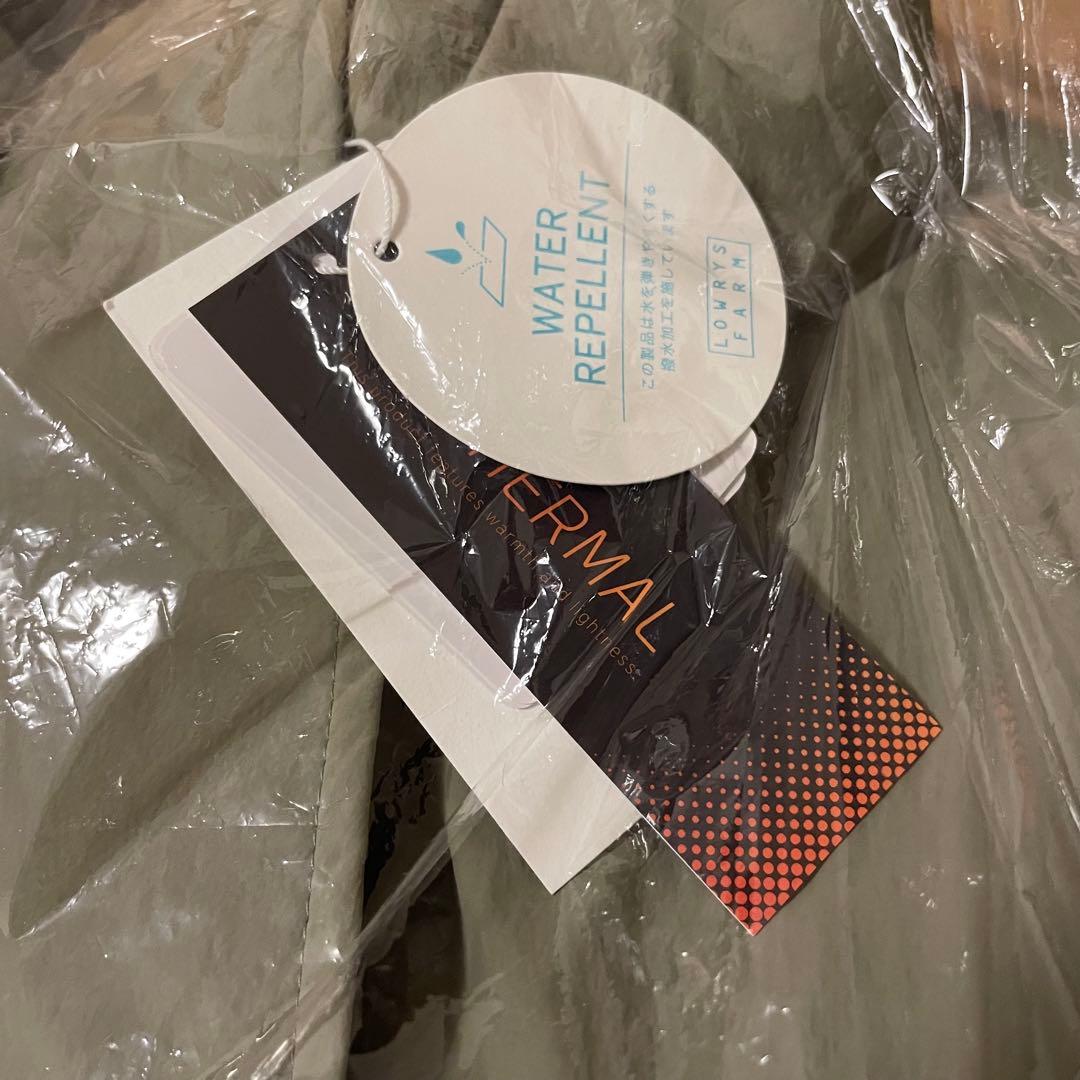 WATER
REPELLENT
この製品は水を弾きやすくする
撥水加工を施しています
LOWRYS
FARM
HERMAL
This product features warmth and lightness.